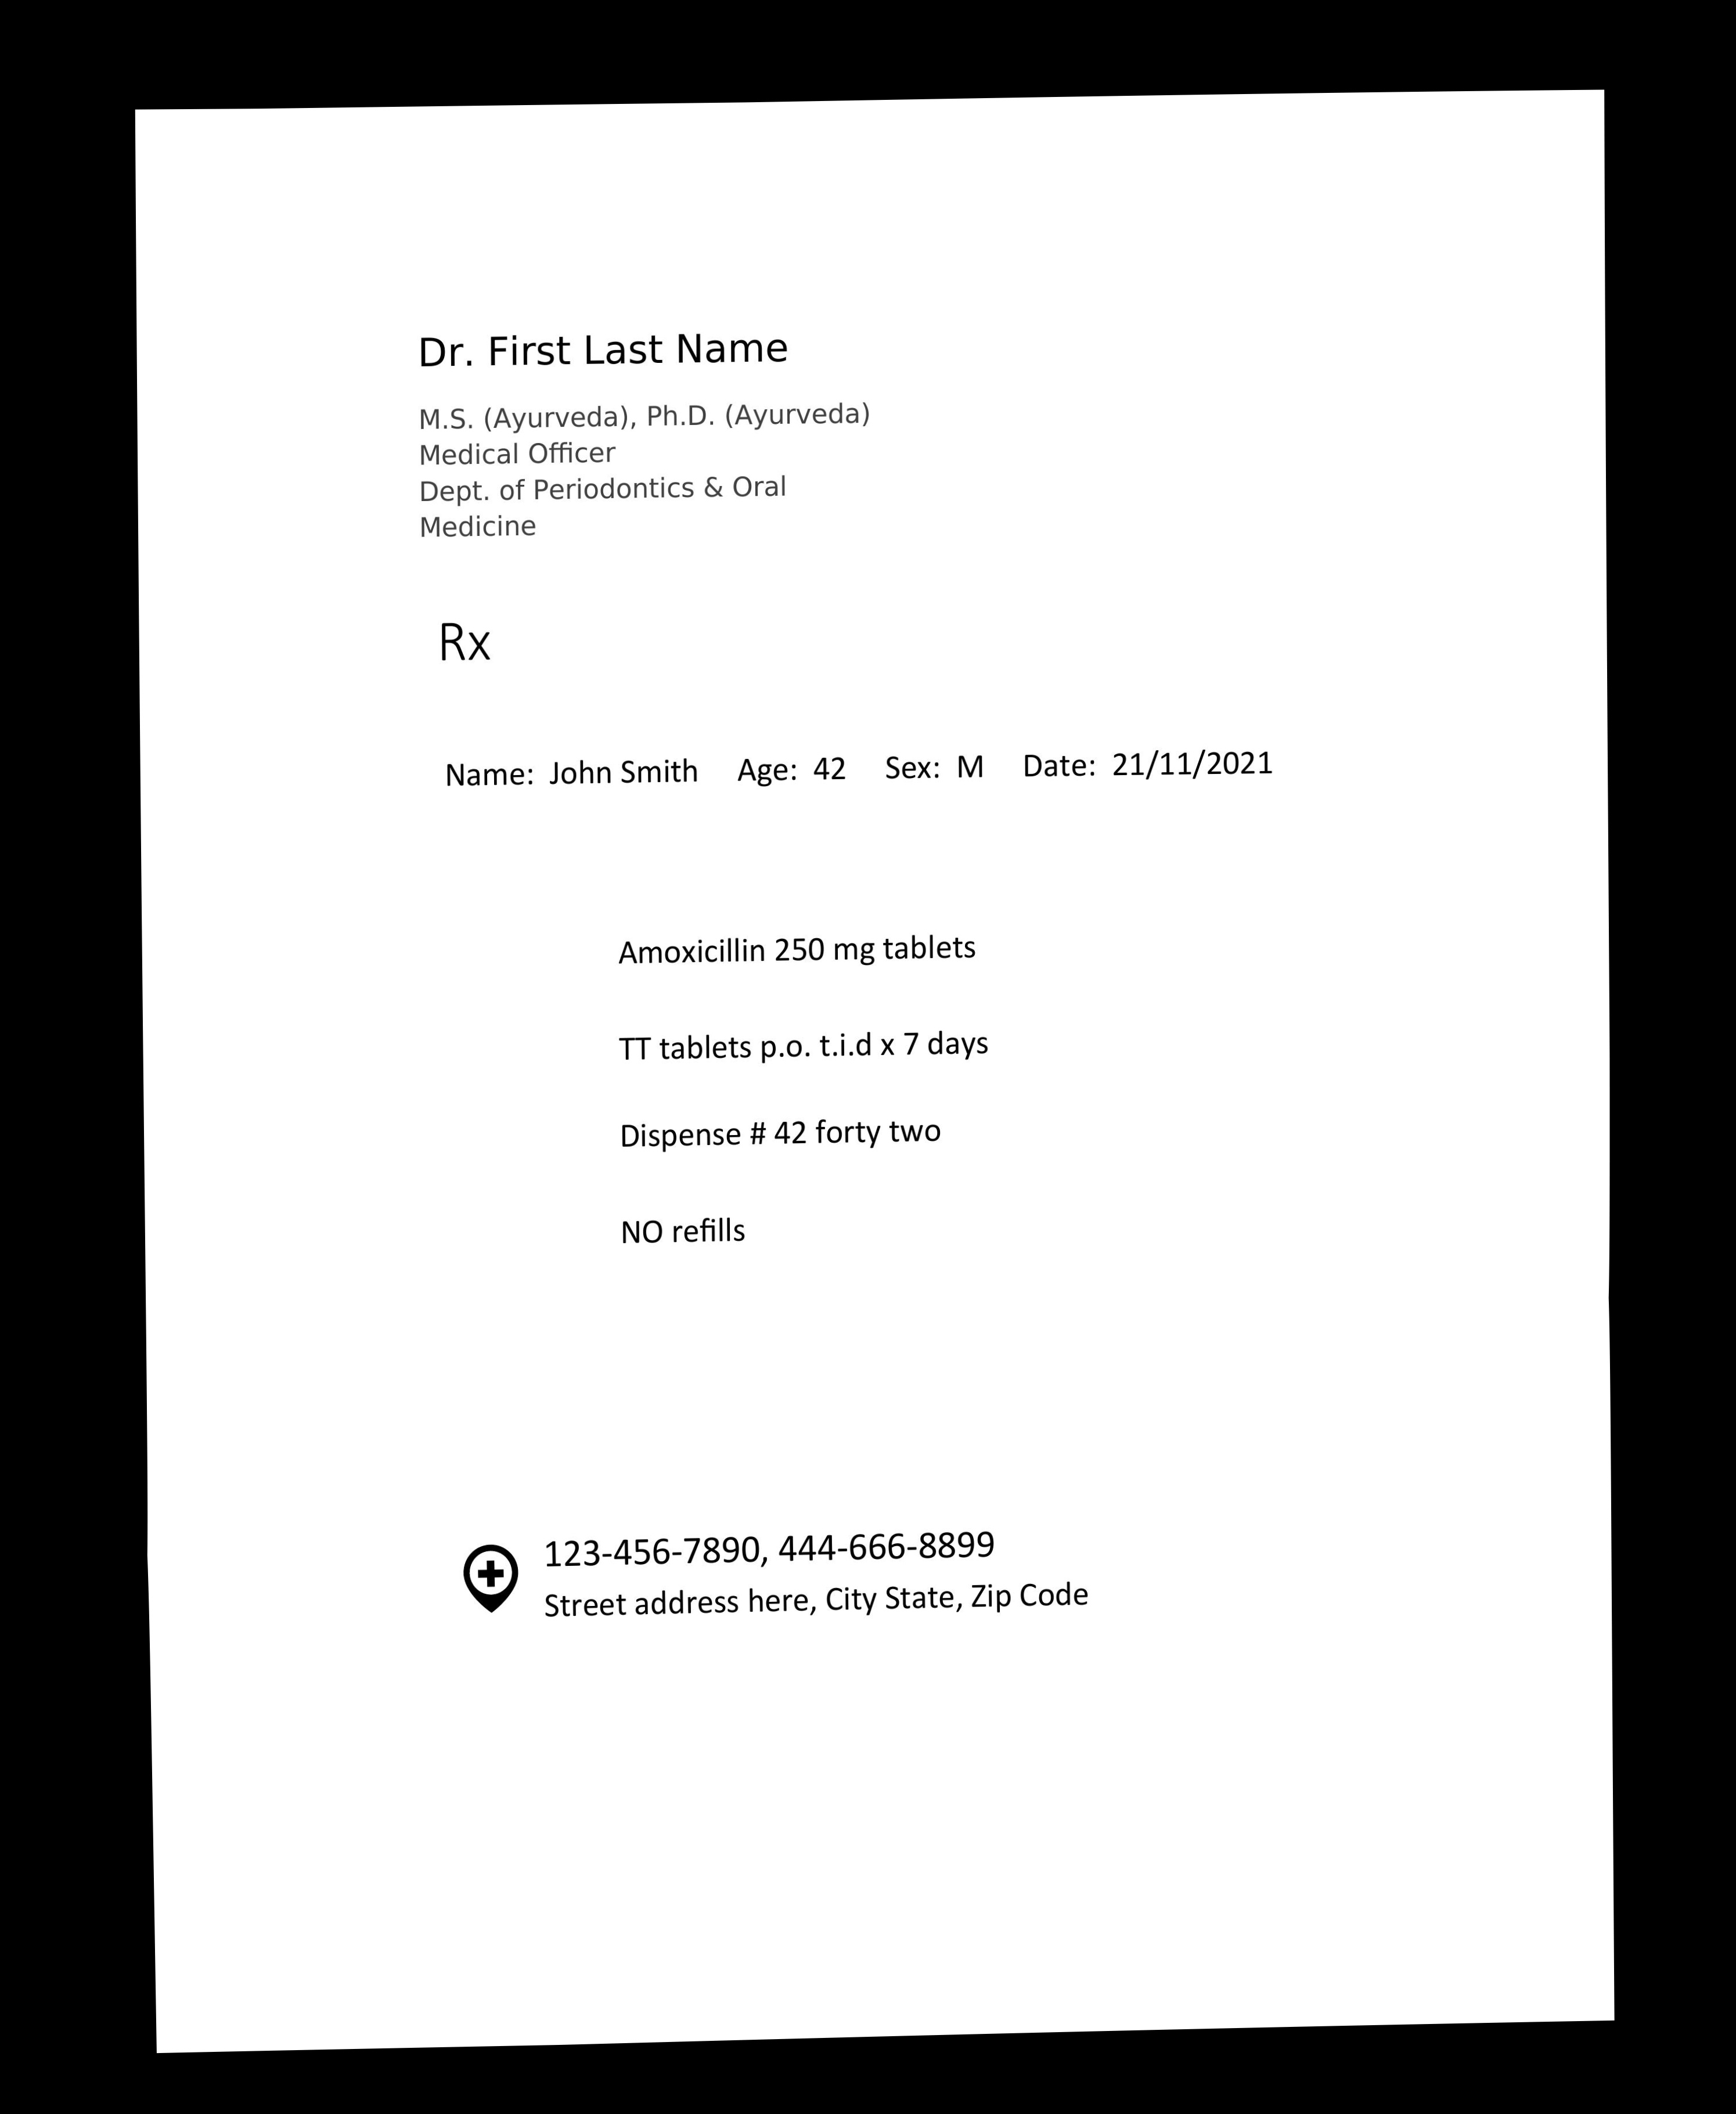 Dr. First Last Name
M.S. (Ayurveda), Ph.D. (Ayurveda)
Medical Officer
Dept. of Periodontics & Oral
Medicine
Rx
Name: John Smith Age: 42 Sex: M Date: 21/11/2021
Amoxicillin 250 mg tablets
TT tablets p.o. t.i.d x 7 days
Dispense # 42 forty two
NO refills
123-456-7890, 444-666-8899
Street address here, City State, Zip Code